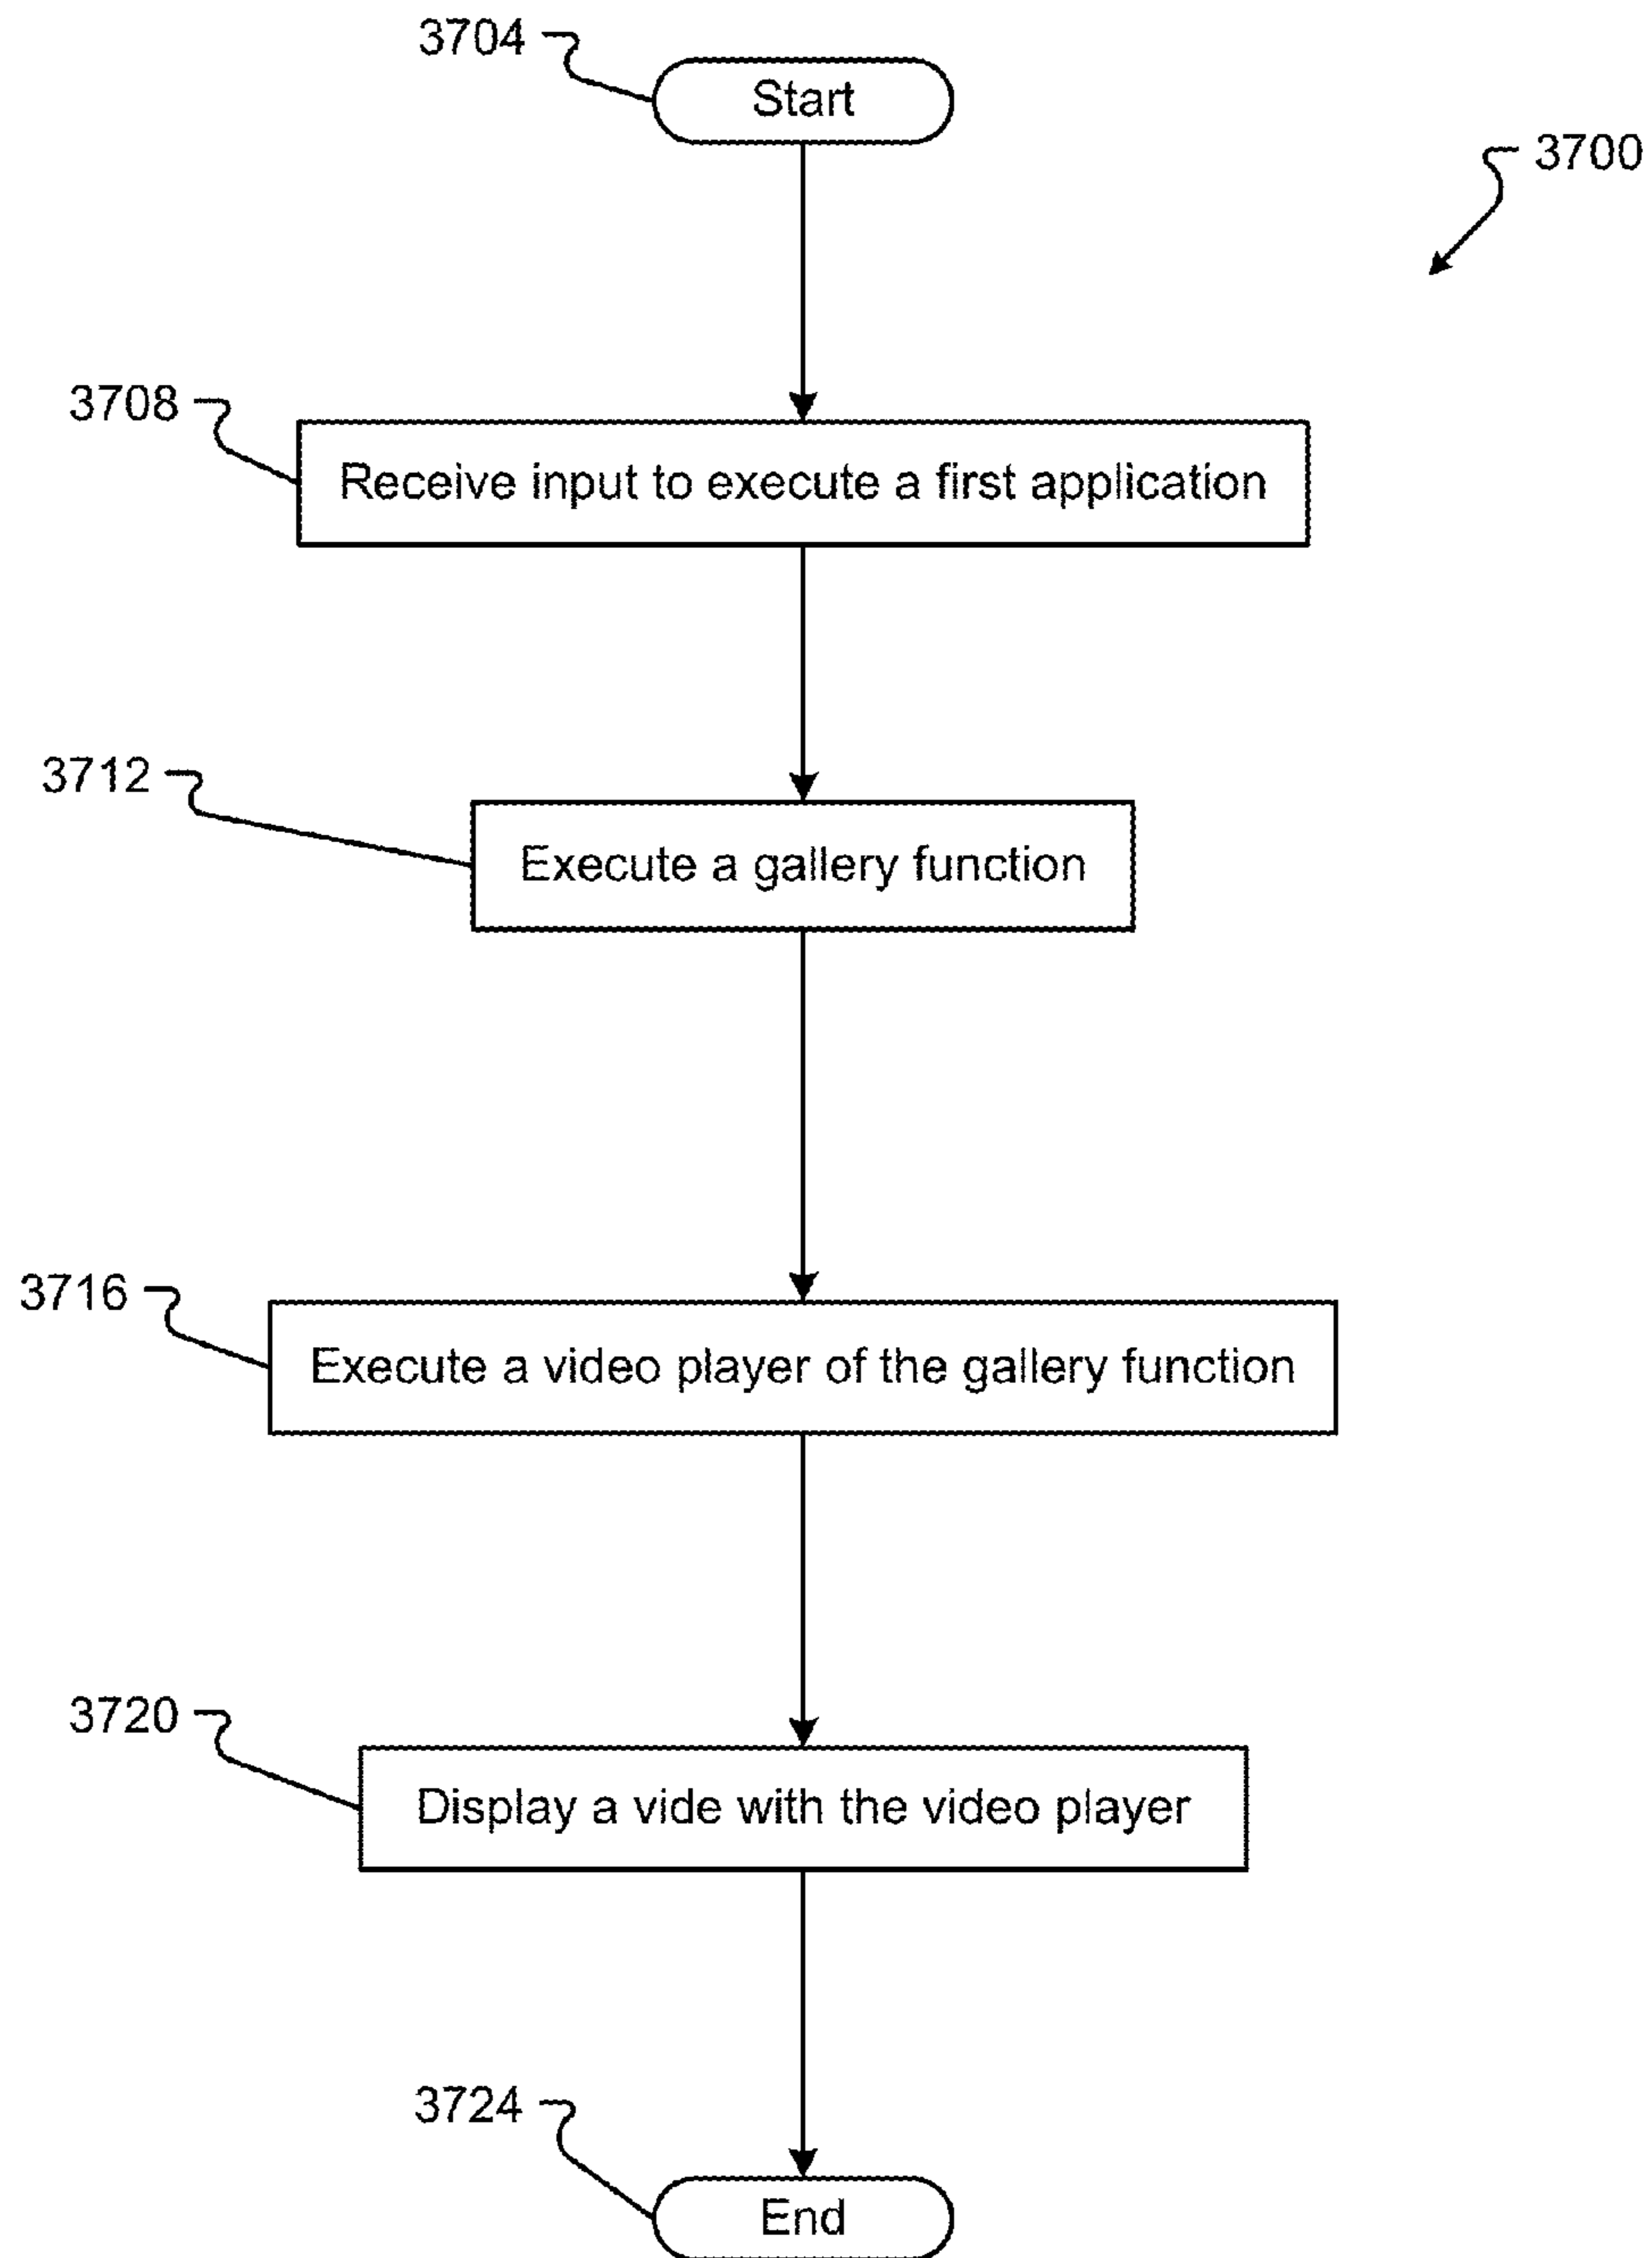 3704
Start
3700
3708
Receive input to execute a first application
3712
Execute a gallery function
3716
Execute a video player of the gallery function
3720
Display a vide with the video player
3724
End